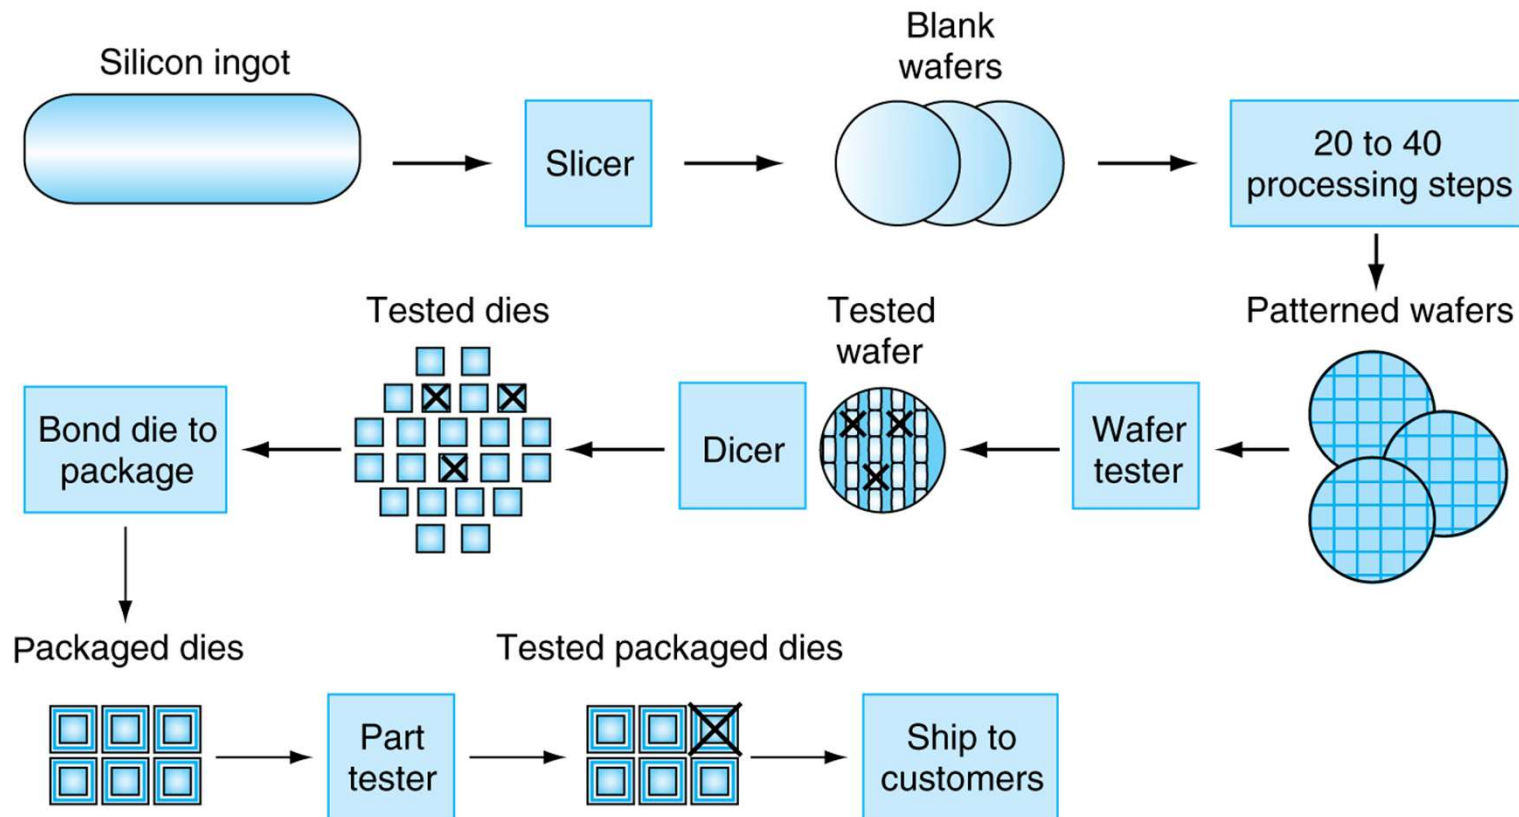 Silicon ingot
Slicer
Blank
wafers
20 to 40
processing steps
Tested dies
Tested
wafer
Patterned wafers
Bond die to
package
Dicer
Wafer
tester
Packaged dies
Tested packaged dies
Part
tester
Ship to
customers